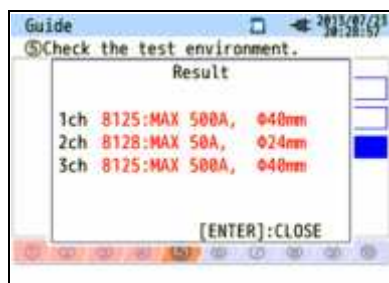 Guide
⑤Check the test environment.
Result
1ch 8125:MAX 500A, Φ40mm
2ch 8128:MAX 50A, Φ24mm
3ch 8125:MAX 500A, Φ40mm
[ENTER]:CLOSE